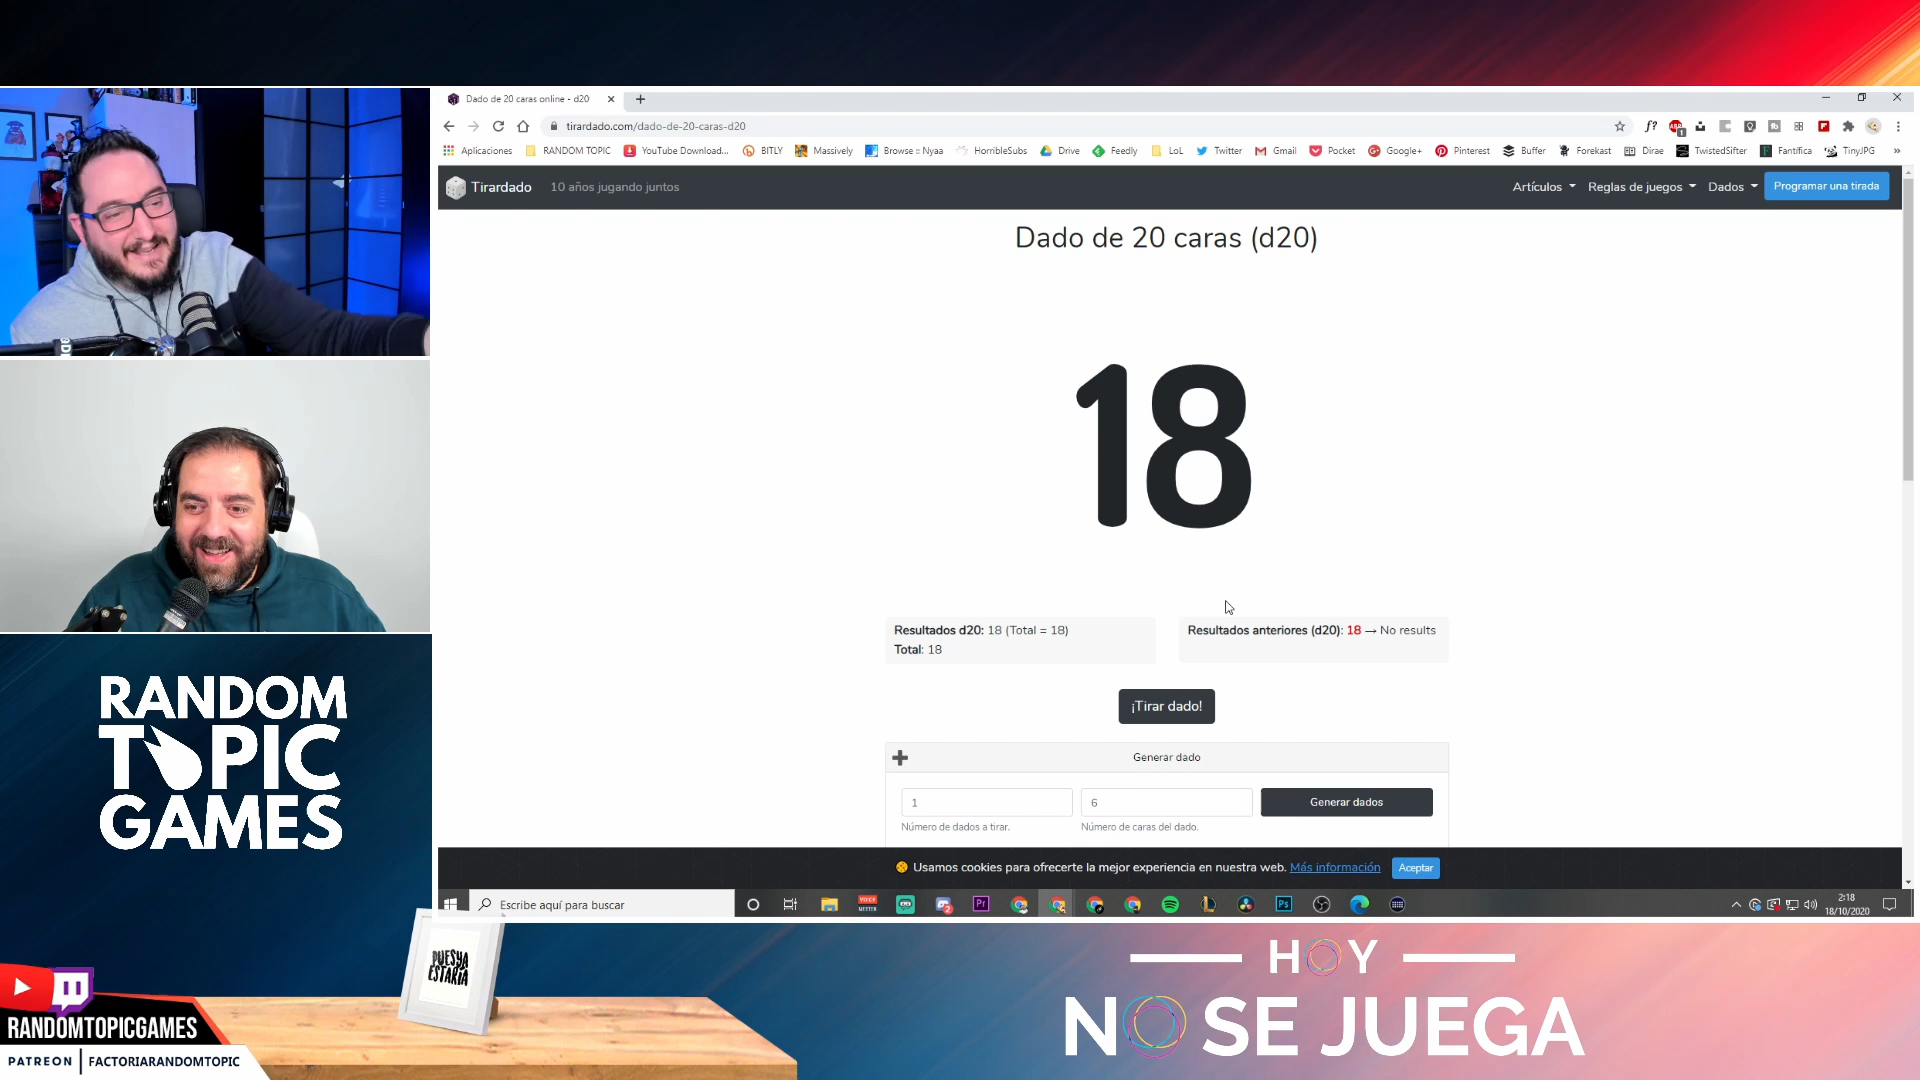 Dado de 20 caras online - d20
tirardado.com/dado-de-20-caras-d20
Aplicaciones RANDOM TOPIC YouTube Download... BITLY Massively Browse :: Nyaa HorribleSubs Drive Feedly LoL Twitter Gmail Pocket Google+ Pinterest Buffer Forekast Dirae TwistedSifter Fantífica TinyJPG »
Tirardado 10 años jugando juntos Artículos Reglas de juegos Dados Programar una tirada
Dado de 20 caras (d20)
18
Resultados d20: 18 (Total = 18)
Total: 18
Resultados anteriores (d20): 18 → No results
¡Tirar dado!
Generar dado
1 6 Generar dados
Número de dados a tirar. Número de caras del dado.
Usamos cookies para ofrecerte la mejor experiencia en nuestra web. Más información Aceptar
Escribe aquí para buscar
2:18
18/10/2020
RANDOM
TOPIC
GAMES
PUESYA
ESTARIA
RANDOMTOPICGAMES
PATREON | FACTORIARANDOMTOPIC
HOY
NO SE JUEGA